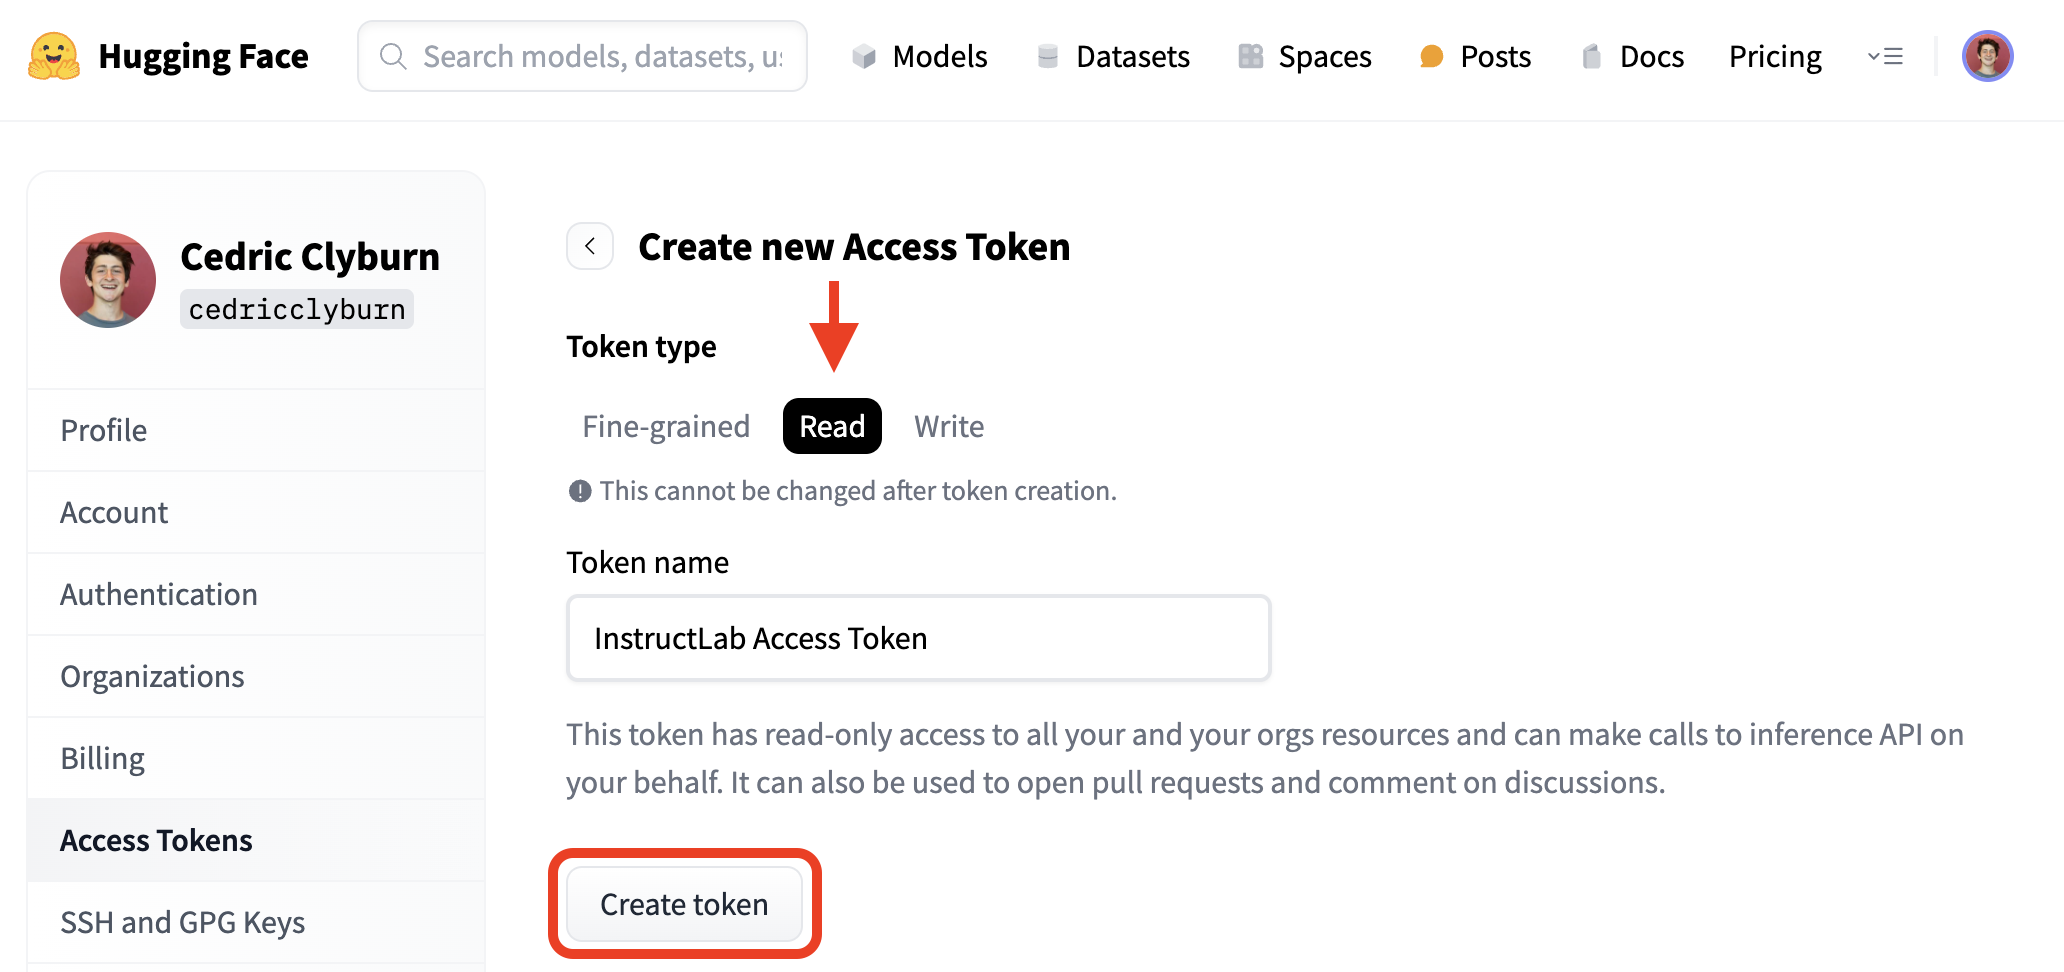 Hugging Face
Search models, datasets, us
Models
Datasets
Spaces
Posts
Docs
Pricing
Cedric Clyburn
cedricclyburn
Profile
Account
Authentication
Organizations
Billing
Access Tokens
SSH and GPG Keys
Create new Access Token
Token type
Fine-grained
Read
Write
This cannot be changed after token creation.
Token name
InstructLab Access Token
This token has read-only access to all your and your orgs resources and can make calls to inference API on
your behalf. It can also be used to open pull requests and comment on discussions.
Create token